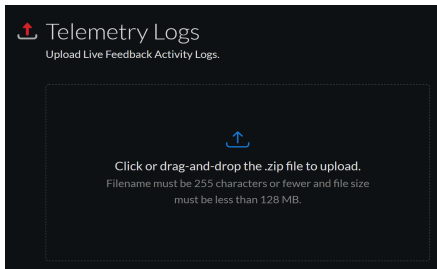 Telemetry Logs
Upload Live Feedback Activity Logs.
Click or drag-and-drop the .zip file to upload.
Filename must be 255 characters or fewer and file size
must be less than 128 MB.